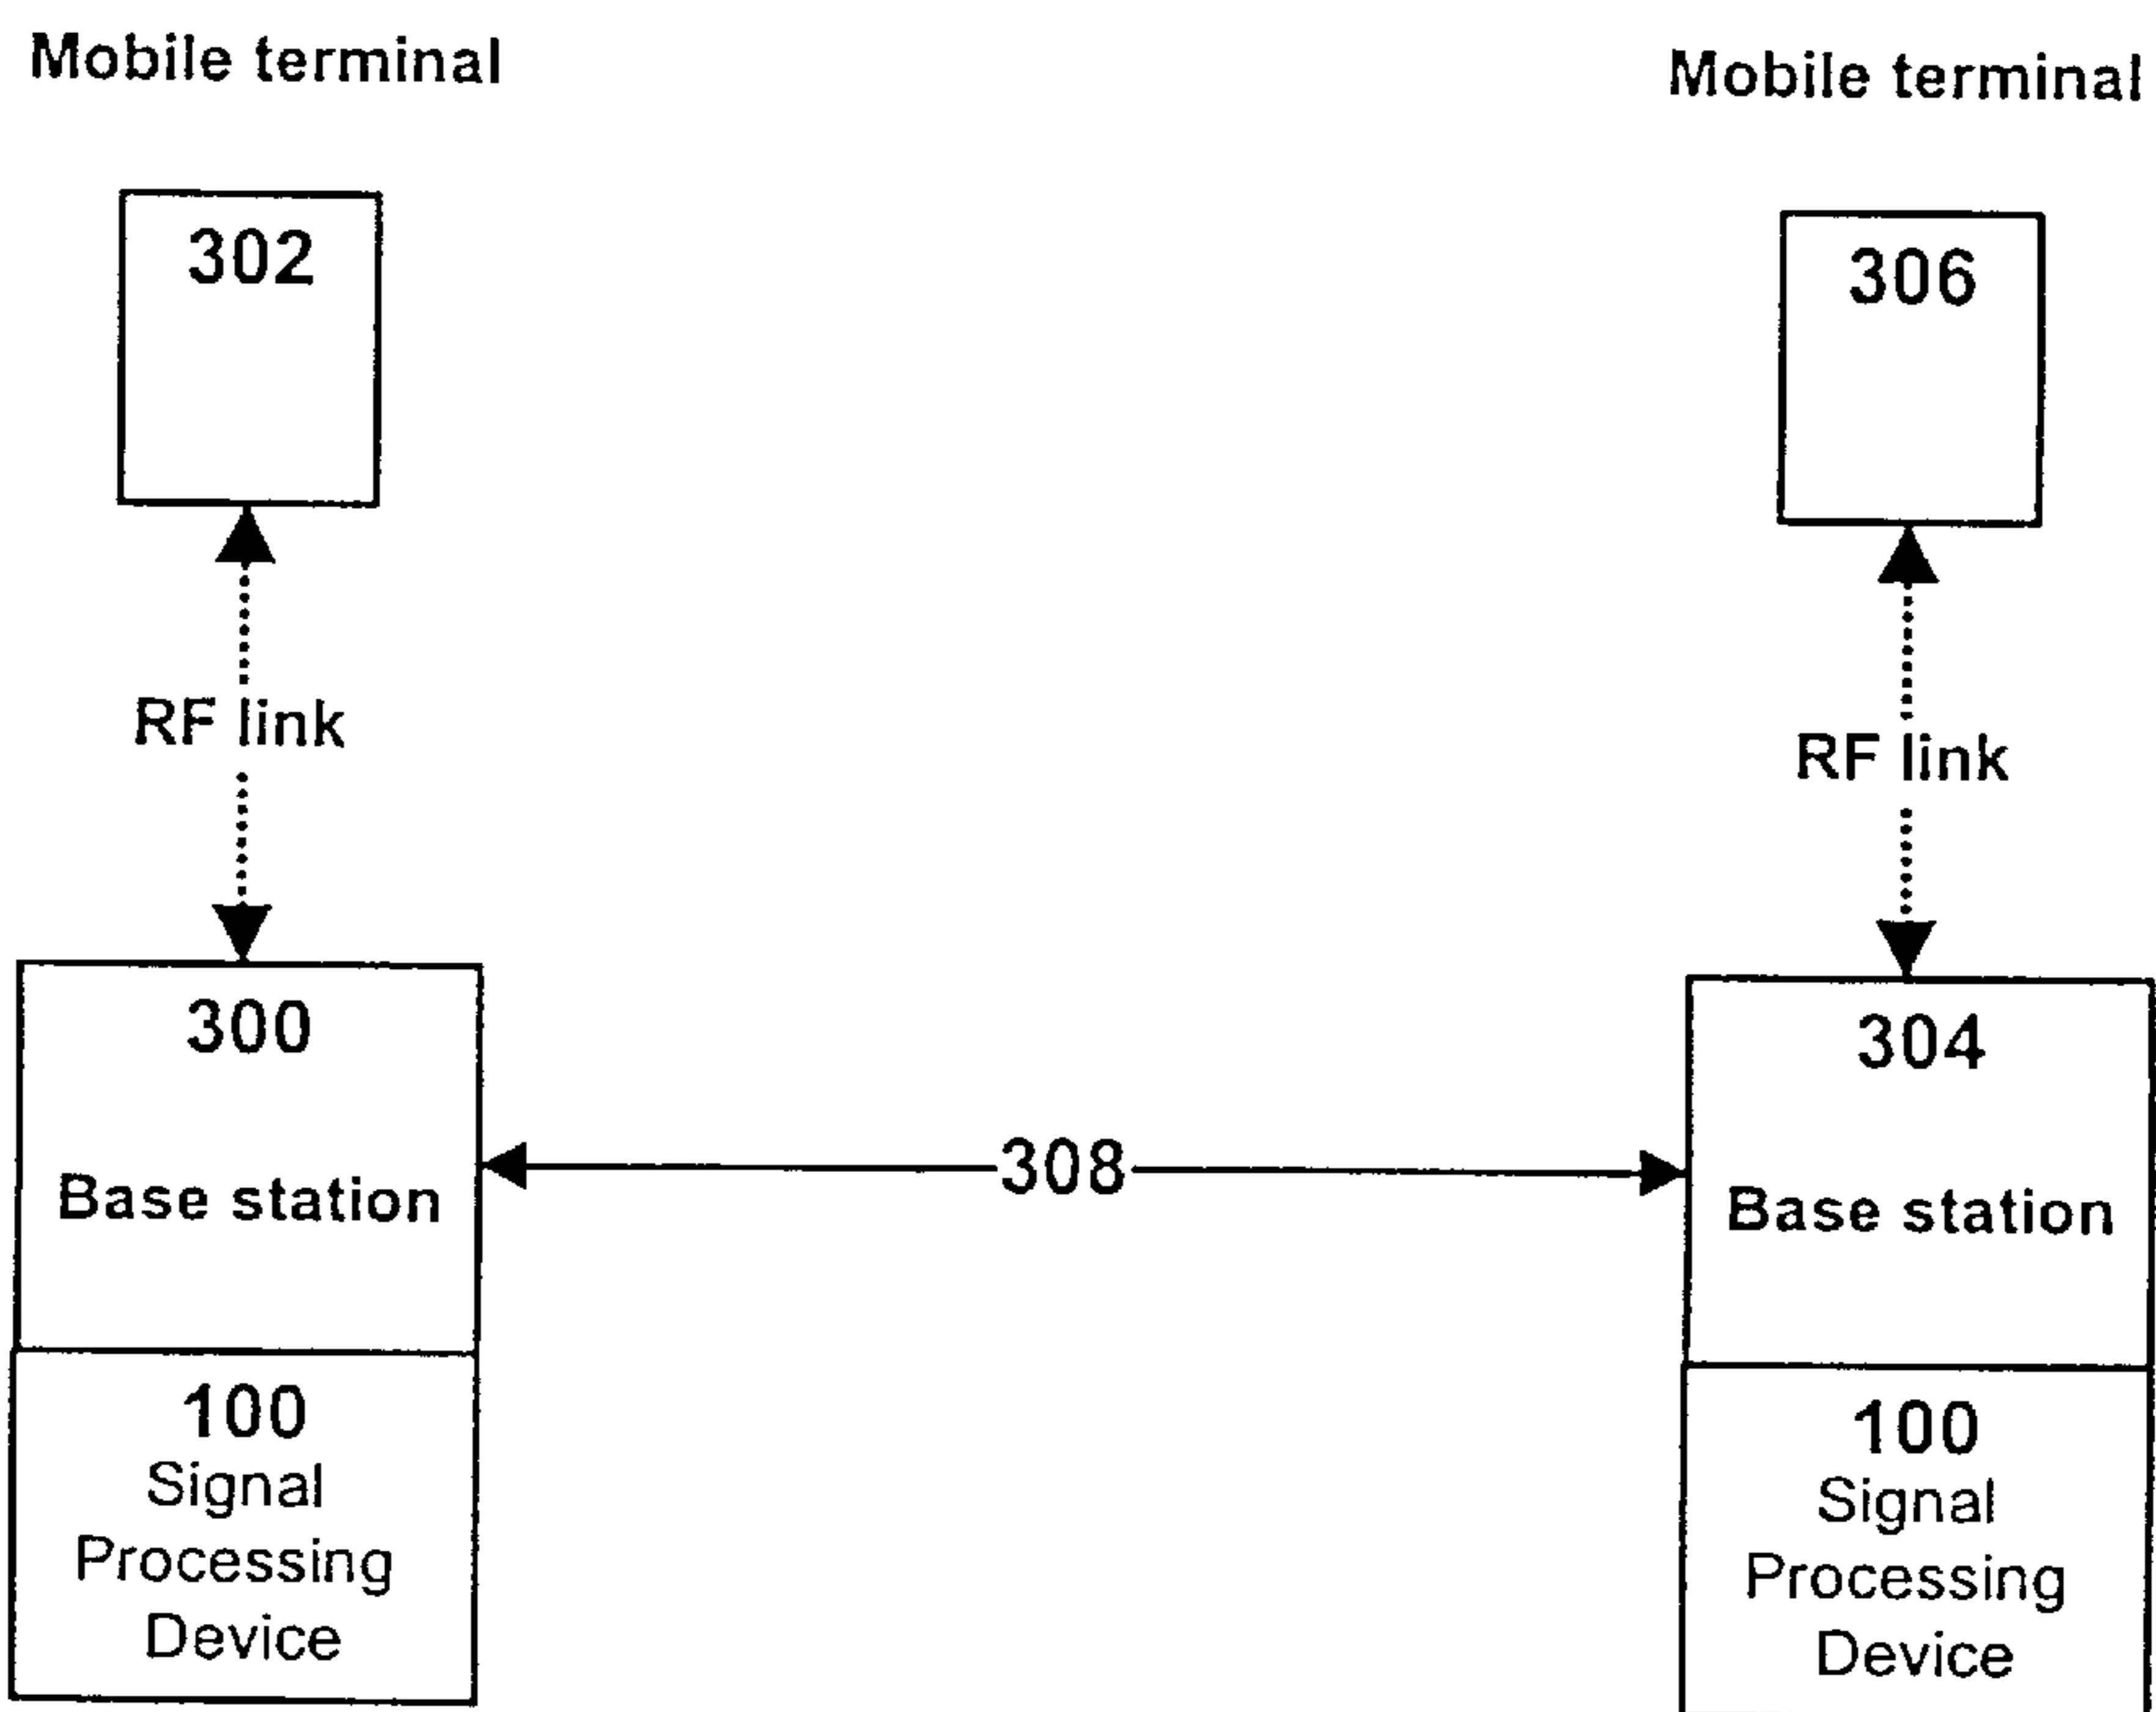 Mobile terminal
Mobile terminal
302
306
RF link
RF link
300
304
308
Base station
Base station
100
Signal
Processing
Device
100
Signal
Processing
Device